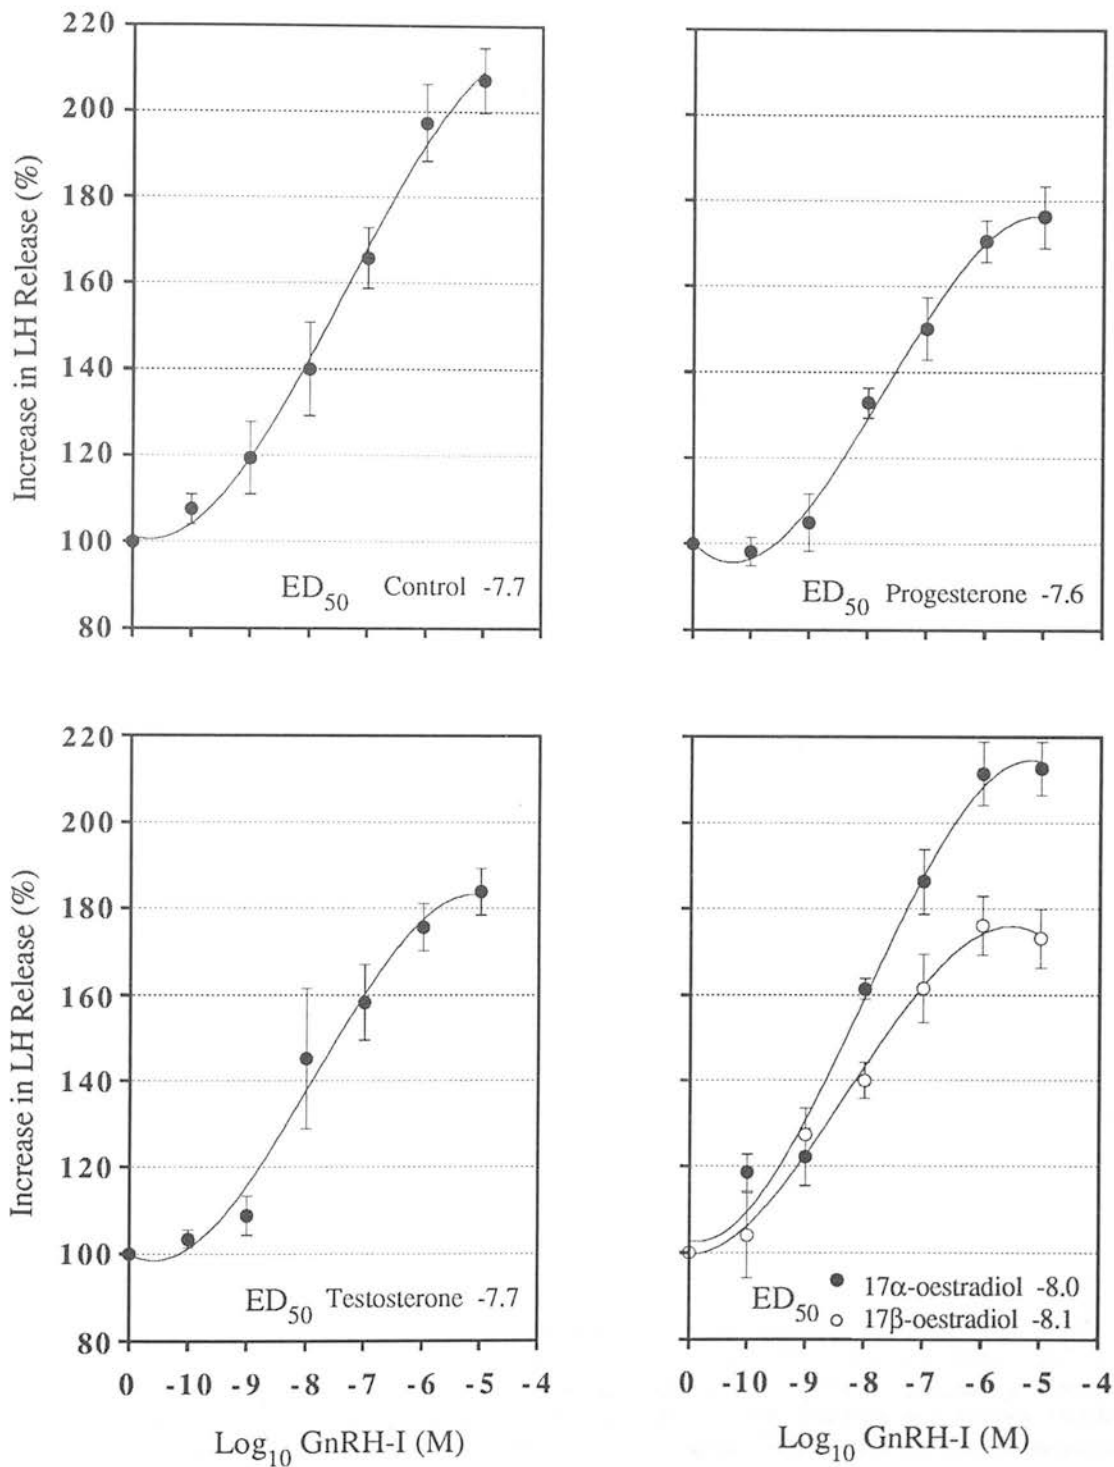 220
200
180
160
140
120
100
80
Increase in LH Release (%)
ED50 Control -7.7
ED50 Progesterone -7.6
220
200
180
160
140
120
100
80
Increase in LH Release (%)
ED50 Testosterone -7.7
0 -10 -9 -8 -7 -6 -5 -4
Log10 GnRH-I (M)
ED50
17α-oestradiol -8.0
17β-oestradiol -8.1
0 -10 -9 -8 -7 -6 -5 -4
Log10 GnRH-I (M)